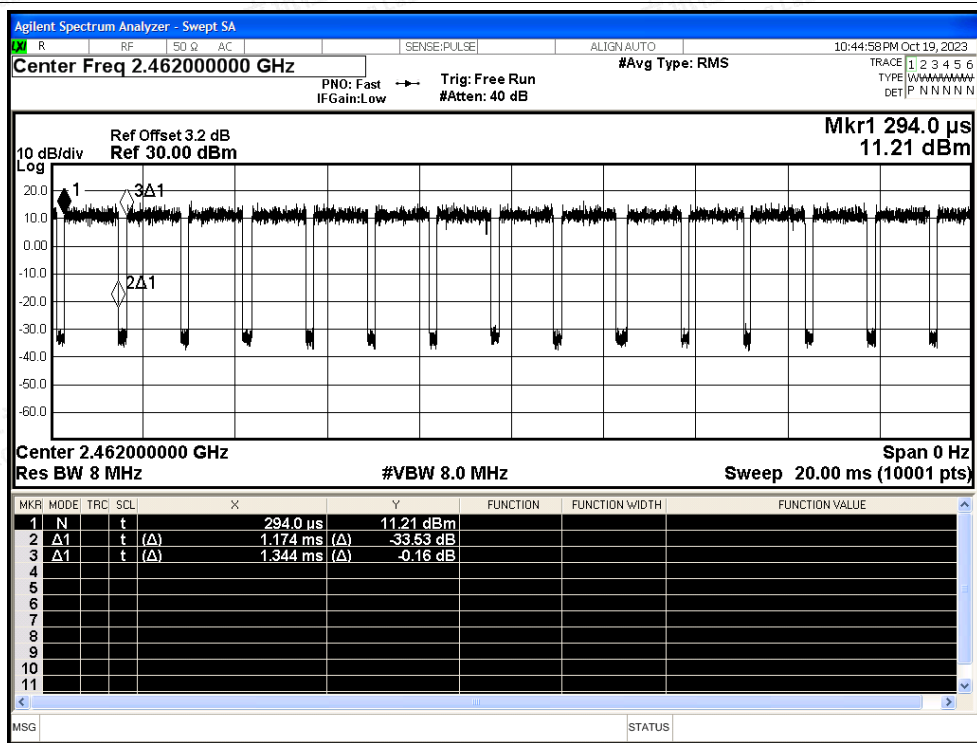 Agilent Spectrum Analyzer - Swept SA
LXI R RF 50 Ω AC SENSE:PULSE ALIGN AUTO 10:44:58 PM Oct 19, 2023
Center Freq 2.462000000 GHz #Avg Type: RMS TRACE 1 2 3 4 5 6
PNO: Fast Trig: Free Run TYPE
IFGain:Low #Atten: 40 dB DET P N N N N N
Mkr1 294.0 µs
Ref Offset 3.2 dB
10 dB/div Ref 30.00 dBm 11.21 dBm
Log
20.0
1
3Δ1
10.0
0.00
-10.0
2Δ1
-20.0
-30.0
-40.0
-50.0
-60.0
Center 2.462000000 GHz Span 0 Hz
Res BW 8 MHz #VBW 8.0 MHz Sweep 20.00 ms (10001 pts)
MKR MODE TRC SCL X Y FUNCTION FUNCTION WIDTH FUNCTION VALUE
1 N t 294.0 µs 11.21 dBm
2 Δ1 t (Δ) 1.174 ms (Δ) -33.53 dB
3 Δ1 t (Δ) 1.344 ms (Δ) -0.16 dB
4
5
6
7
8
9
10
11
MSG STATUS